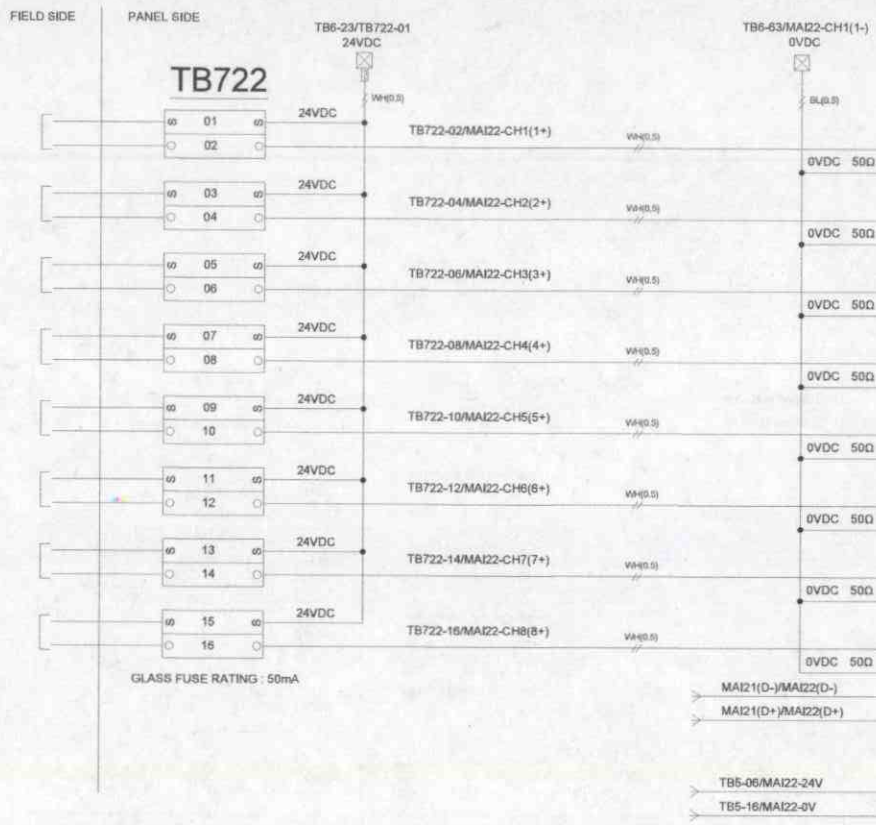 FIELD SIDE
PANEL SIDE
TB6-23/TB722-01
24VDC
TB6-63/MAI22-CH1(1-)
0VDC
TB722
WH(0.5)
BL(0.5)
S 01 S 24VDC
02
TB722-02/MAI22-CH1(1+)
WH(0.5)
0VDC 50Ω
S 03 S 24VDC
04
TB722-04/MAI22-CH2(2+)
WH(0.5)
0VDC 50Ω
S 05 S 24VDC
06
TB722-06/MAI22-CH3(3+)
WH(0.5)
0VDC 50Ω
S 07 S 24VDC
08
TB722-08/MAI22-CH4(4+)
WH(0.5)
0VDC 50Ω
S 09 S 24VDC
10
TB722-10/MAI22-CH5(5+)
WH(0.5)
0VDC 50Ω
S 11 S 24VDC
12
TB722-12/MAI22-CH6(6+)
WH(0.5)
0VDC 50Ω
S 13 S 24VDC
14
TB722-14/MAI22-CH7(7+)
WH(0.5)
0VDC 50Ω
S 15 S 24VDC
16
TB722-16/MAI22-CH8(8+)
WH(0.5)
0VDC 50Ω
GLASS FUSE RATING : 50mA
MAI21(D-)/MAI22(D-)
MAI21(D+)/MAI22(D+)
TB5-06/MAI22-24V
TB5-16/MAI22-0V